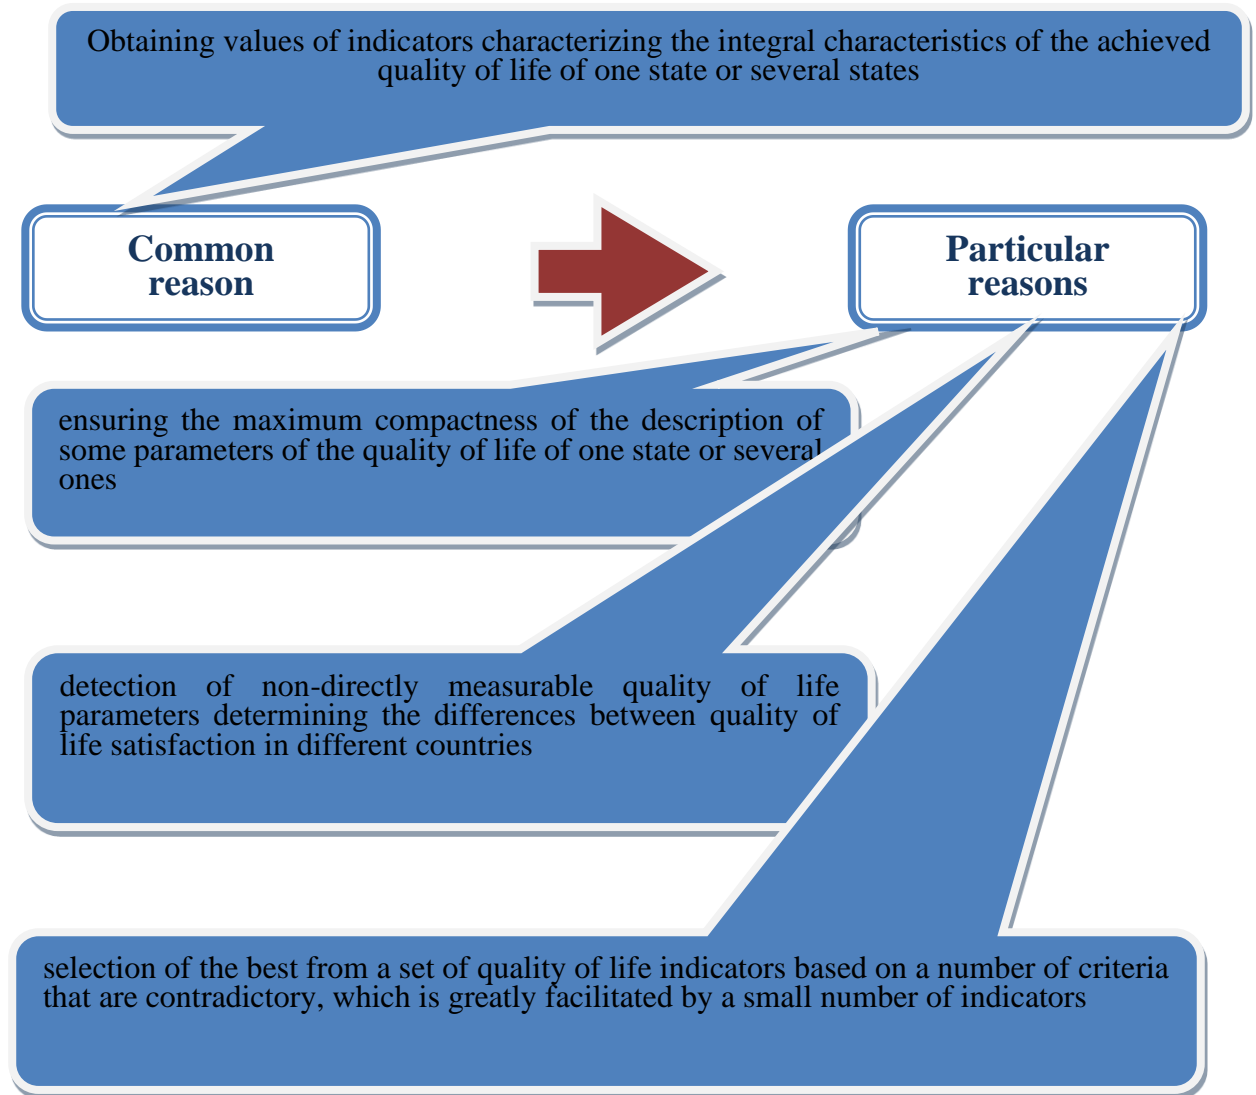 Obtaining values of indicators characterizing the integral characteristics of the achieved
quality of life of one state or several states
Common
reason
Particular
reasons
ensuring the maximum compactness of the description of
some parameters of the quality of life of one state or several
ones
detection of non-directly measurable quality of life
parameters determining the differences between quality of
life satisfaction in different countries
selection of the best from a set of quality of life indicators based on a number of criteria
that are contradictory, which is greatly facilitated by a small number of indicators